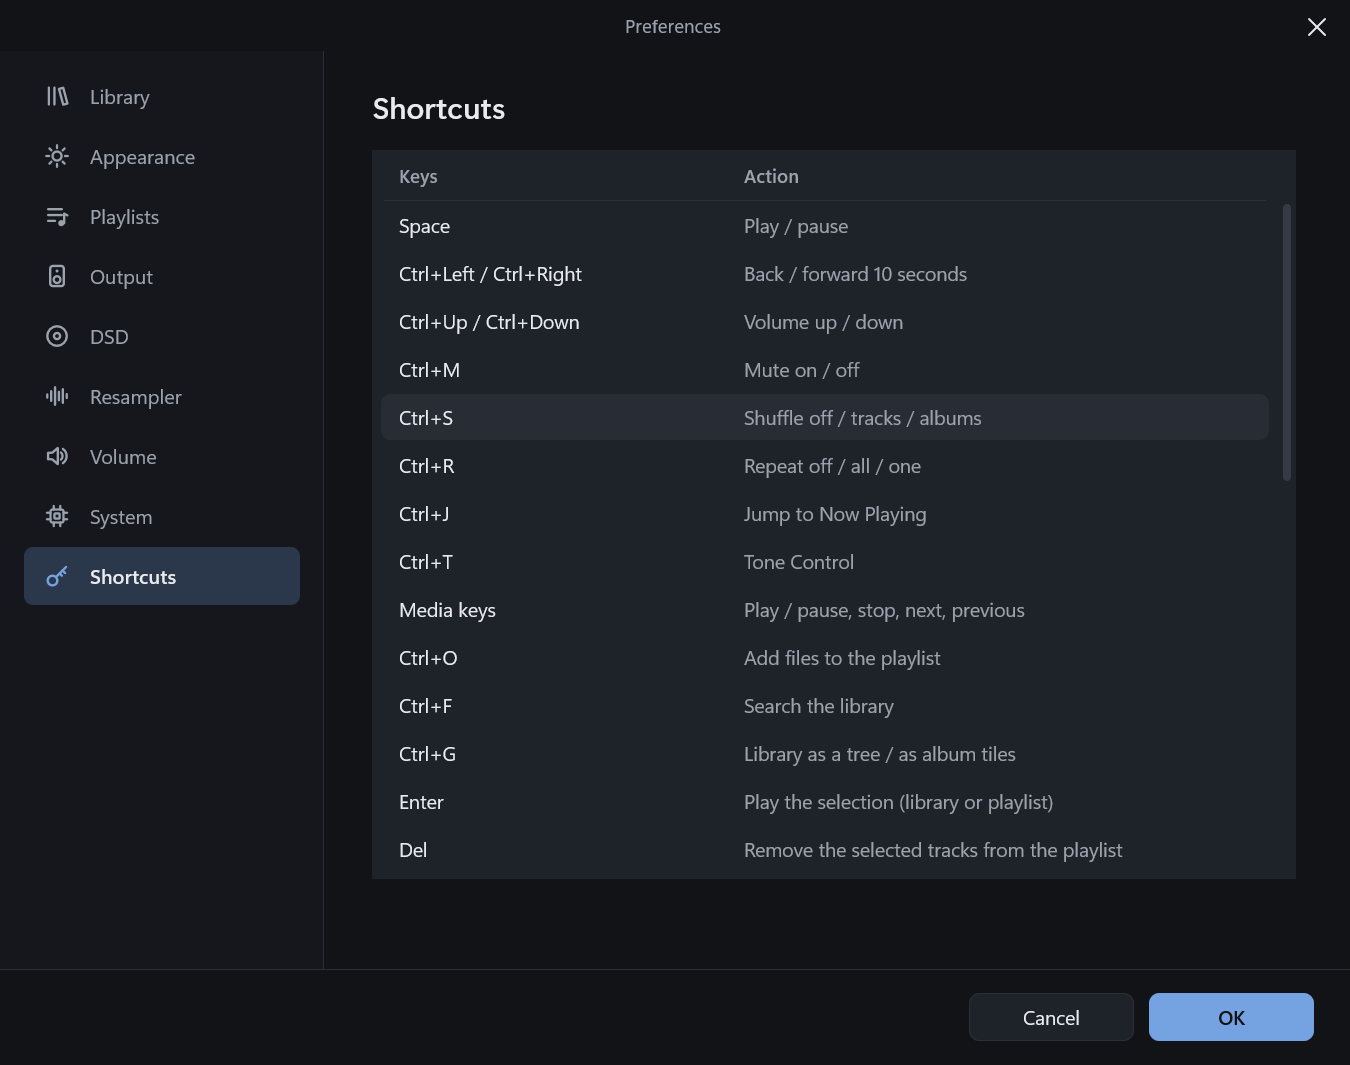 Preferences
Library
Appearance
Playlists
Output
DSD
Resampler
Volume
System
Shortcuts
Shortcuts
Keys Action
Space Play / pause
Ctrl+Left / Ctrl+Right Back / forward 10 seconds
Ctrl+Up / Ctrl+Down Volume up / down
Ctrl+M Mute on / off
Ctrl+S Shuffle off / tracks / albums
Ctrl+R Repeat off / all / one
Ctrl+J Jump to Now Playing
Ctrl+T Tone Control
Media keys Play / pause, stop, next, previous
Ctrl+O Add files to the playlist
Ctrl+F Search the library
Ctrl+G Library as a tree / as album tiles
Enter Play the selection (library or playlist)
Del Remove the selected tracks from the playlist
Cancel OK